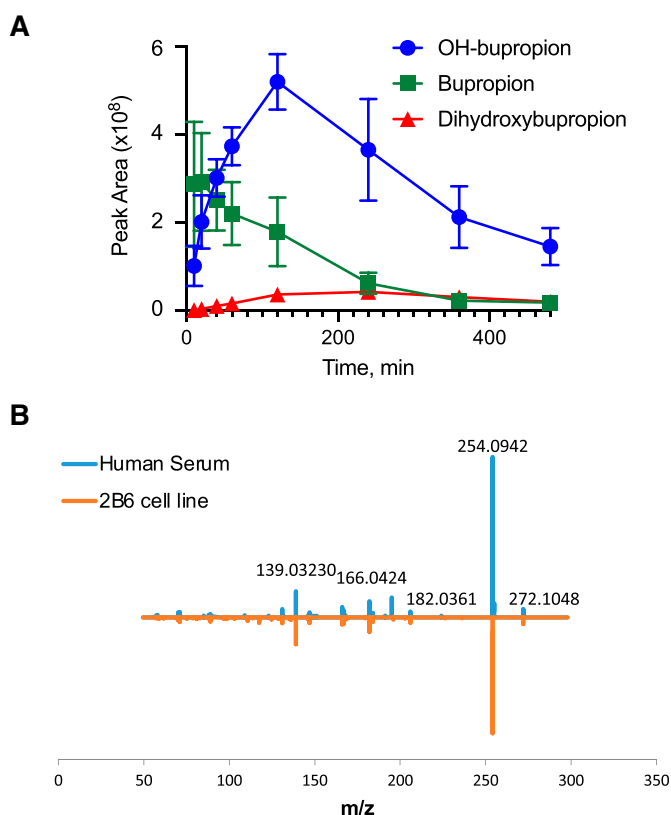 A
6
4
2
0
Peak Area (x10⁸)
OH-bupropion
Bupropion
Dihydroxybupropion
0 200 400
Time, min
B
Human Serum
2B6 cell line
254.0942
139.03230
166.0424
182.0361
272.1048
0 50 100 150 200 250 300 350
m/z